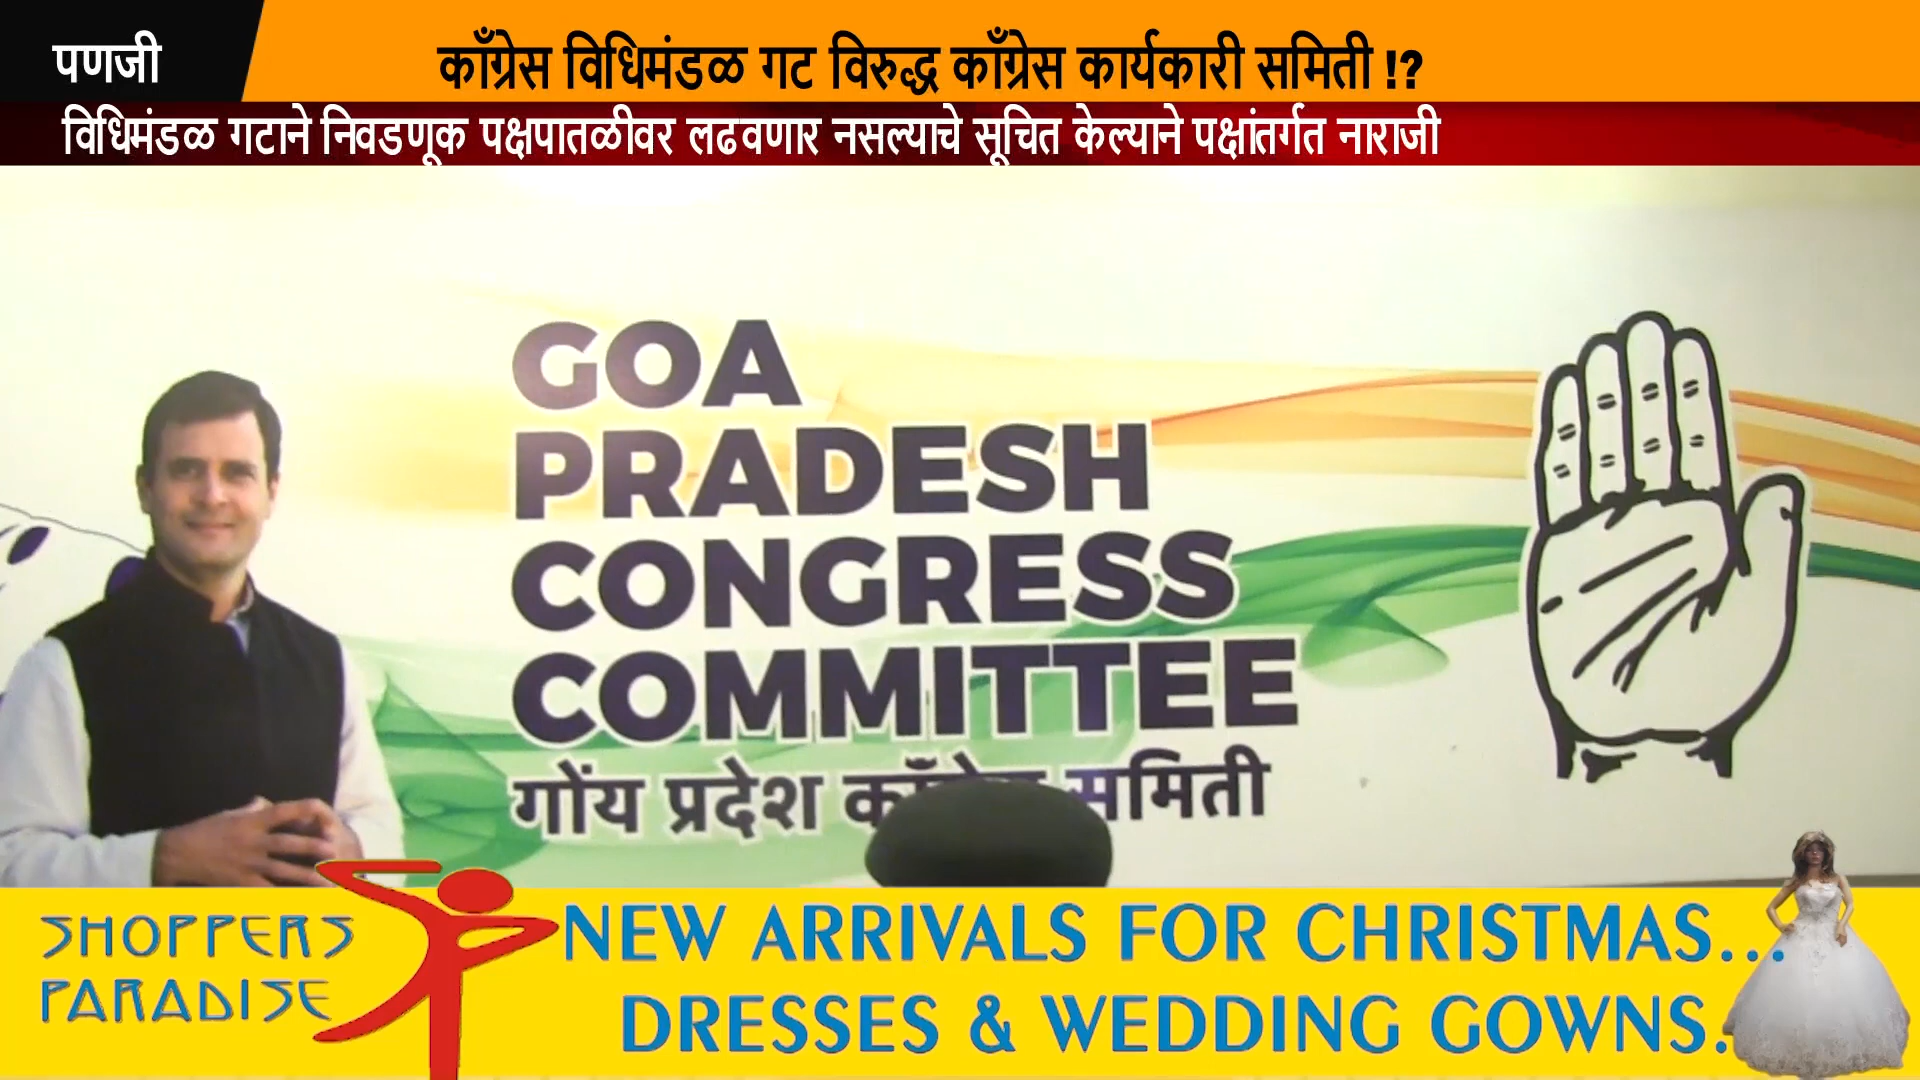 पणजी
काँग्रेस विधिमंडळ गट विरुद्ध काँग्रेस कार्यकारी समिती !?
विधिमंडळ गटाने निवडणूक पक्षपातळीवर लढवणार नसल्याचे सूचित केल्याने पक्षांतर्गत नाराजी
GOA
PRADESH
CONGRESS
COMMITTEE
गोंय प्रदेश समिती
SHOPPERS
PARADISE
NEW ARRIVALS FOR CHRISTMAS...
DRESSES & WEDDING GOWNS.